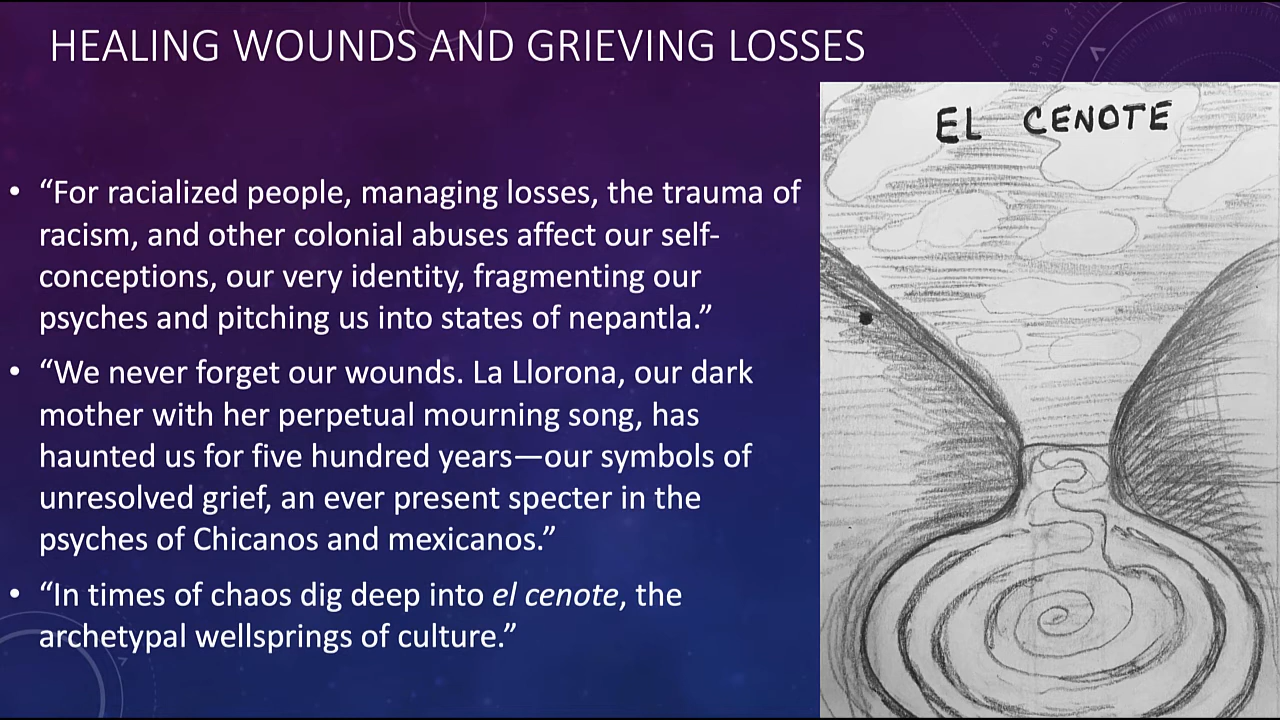 HEALING WOUNDS AND GRIEVING LOSSES
EL CENOTE
• “For racialized people, managing losses, the trauma of
racism, and other colonial abuses affect our self-
conceptions, our very identity, fragmenting our
psyches and pitching us into states of nepantla.”
• “We never forget our wounds. La Llorona, our dark
mother with her perpetual mourning song, has
haunted us for five hundred years—our symbols of
unresolved grief, an ever present specter in the
psyches of Chicanos and mexicanos.”
• “In times of chaos dig deep into el cenote, the
archetypal wellsprings of culture.”
190 200